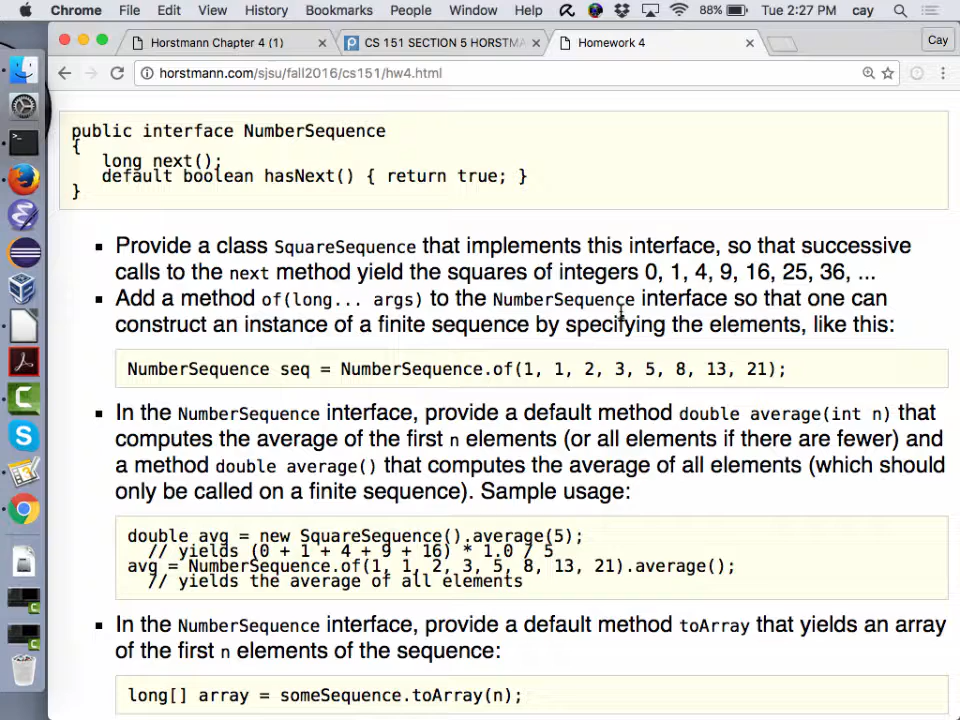 Chrome File Edit View History Bookmarks People Window Help 88% Tue 2:27 PM cay
Horstmann Chapter 4 (1) × CS 151 SECTION 5 HORSTMA × Homework 4 × Cay
horstmann.com/sjsu/fall2016/cs151/hw4.html
public interface NumberSequence
{
long next();
default boolean hasNext() { return true; }
}
▪ Provide a class SquareSequence that implements this interface, so that successive
calls to the next method yield the squares of integers 0, 1, 4, 9, 16, 25, 36, ...
▪ Add a method of(long... args) to the NumberSequence interface so that one can
construct an instance of a finite sequence by specifying the elements, like this:
NumberSequence seq = NumberSequence.of(1, 1, 2, 3, 5, 8, 13, 21);
▪ In the NumberSequence interface, provide a default method double average(int n) that
computes the average of the first n elements (or all elements if there are fewer) and
a method double average() that computes the average of all elements (which should
only be called on a finite sequence). Sample usage:
double avg = new SquareSequence().average(5);
// yields (0 + 1 + 4 + 9 + 16) * 1.0 / 5
avg = NumberSequence.of(1, 1, 2, 3, 5, 8, 13, 21).average();
// yields the average of all elements
▪ In the NumberSequence interface, provide a default method toArray that yields an array
of the first n elements of the sequence:
long[] array = someSequence.toArray(n);